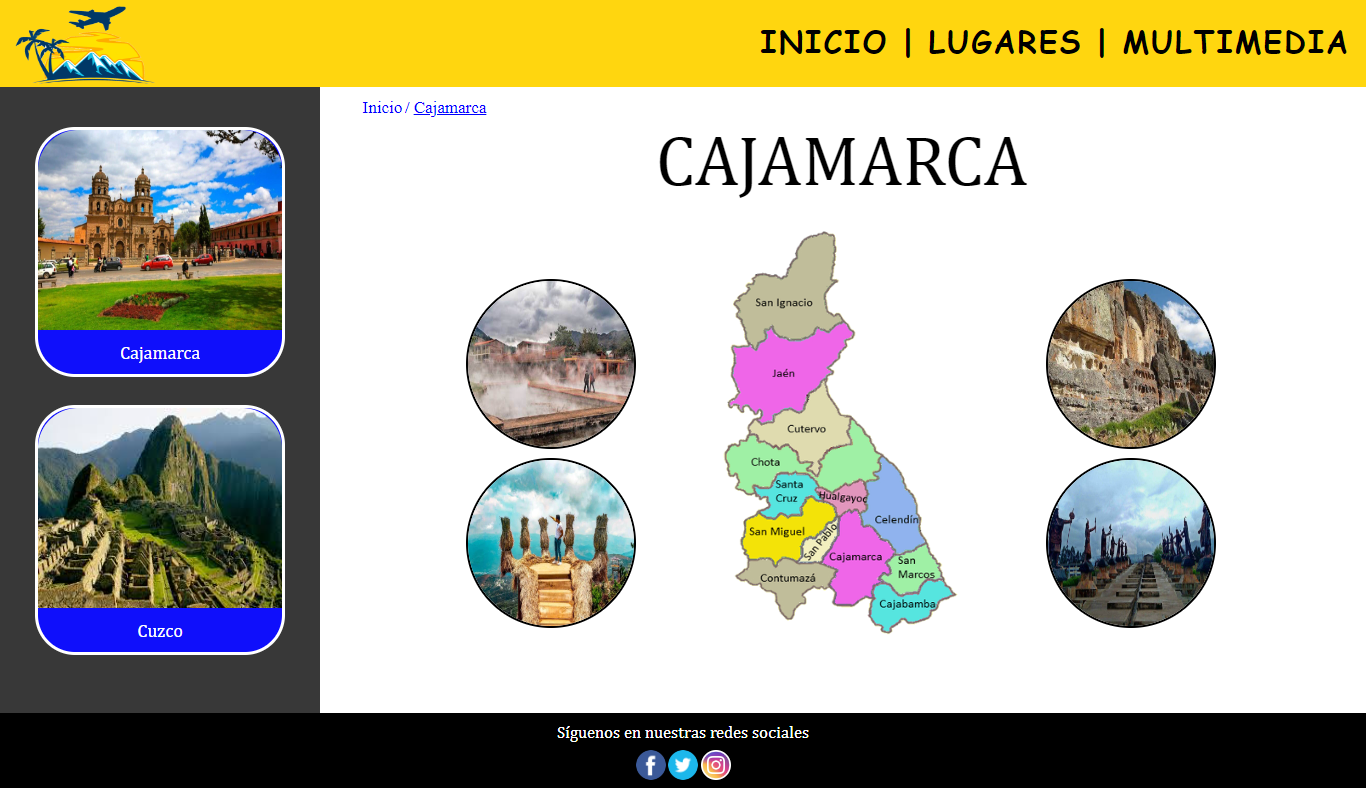 INICIO | LUGARES | MULTIMEDIA
Inicio / Cajamarca
CAJAMARCA
Cajamarca
Cuzco
San Ignacio
Jaén
Cutervo
Chota
Santa
Cruz
Hualgayoc
Celendín
San Miguel
San Pablo
Cajamarca
San
Marcos
Contumazá
Cajabamba
Síguenos en nuestras redes sociales